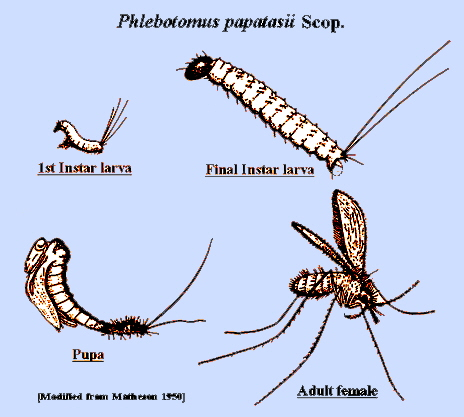 Phlebotomus papatasii Scop.
1st Instar larva
Final Instar larva
Pupa
Adult female
[Modified from Matheson 1950]